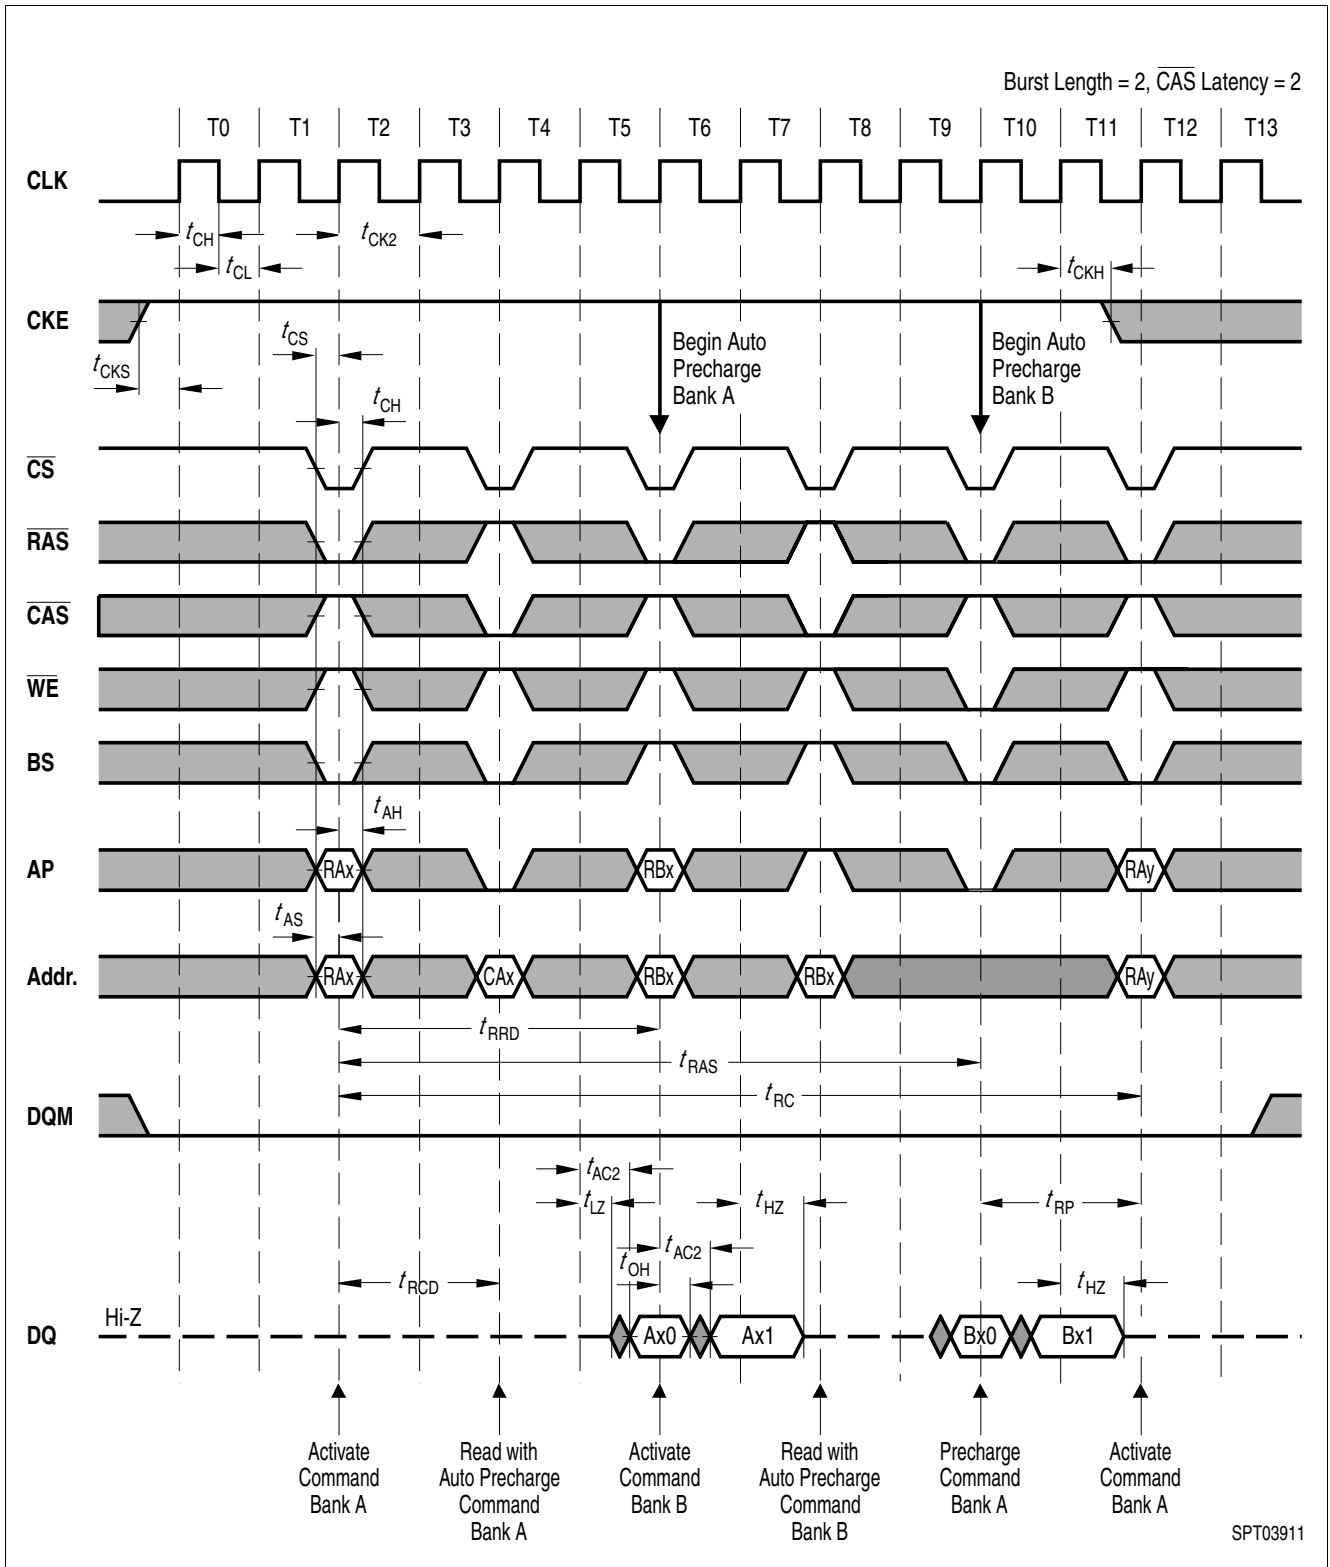 Burst Length = 2, CAS Latency = 2
T0 T1 T2 T3 T4 T5 T6 T7 T8 T9 T10 T11 T12 T13
CLK
tCH tCK2
tCL tCKH
CKE
tCS
tCKS
Begin Auto
Precharge
Bank A
Begin Auto
Precharge
Bank B
tCH
CS
RAS
CAS
WE
BS
tAH
AP RAx RBx RAy
tAS
Addr. RAx CAx RBx RBx RAy
tRRD
tRAS
tRC
DQM
tAC2
tLZ tHZ tRP
tAC2
tOH
tRCD tHZ
Hi-Z
DQ Ax0 Ax1 Bx0 Bx1
Activate
Command
Bank A
Read with
Auto Precharge
Command
Bank A
Activate
Command
Bank B
Read with
Auto Precharge
Command
Bank B
Precharge
Command
Bank A
Activate
Command
Bank A
SPT03911